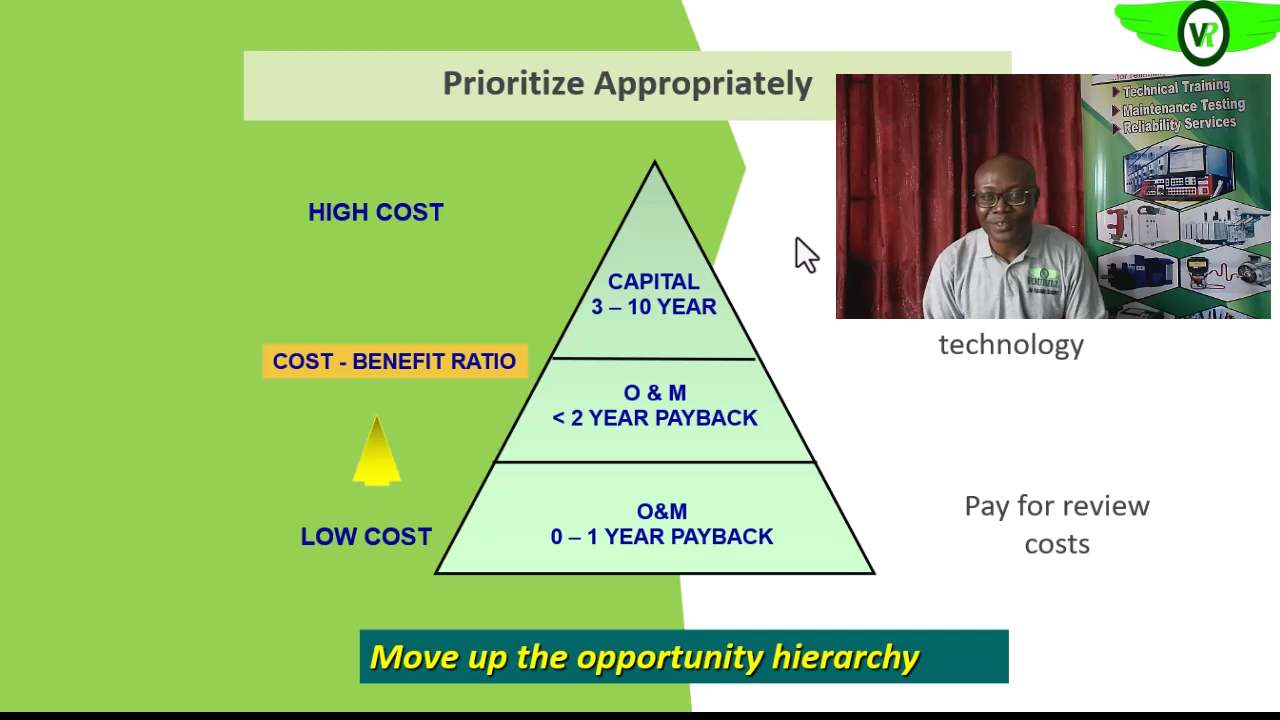 VR
Prioritize Appropriately
Technical Training
Maintenance Testing
Reliability Services
HIGH COST
CAPITAL
3 – 10 YEAR
technology
COST - BENEFIT RATIO
O & M
< 2 YEAR PAYBACK
Pay for review
costs
O&M
LOW COST
0 – 1 YEAR PAYBACK
Move up the opportunity hierarchy